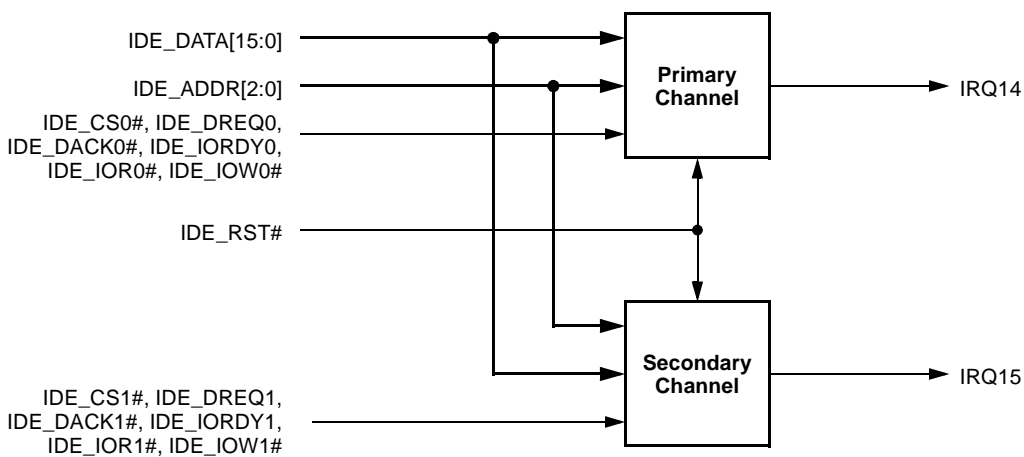 IDE_DATA[15:0]
IDE_ADDR[2:0]
IDE_CS0#, IDE_DREQ0,
IDE_DACK0#, IDE_IORDY0,
IDE_IOR0#, IDE_IOW0#
Primary
Channel
IRQ14
IDE_RST#
Secondary
Channel
IRQ15
IDE_CS1#, IDE_DREQ1,
IDE_DACK1#, IDE_IORDY1,
IDE_IOR1#, IDE_IOW1#